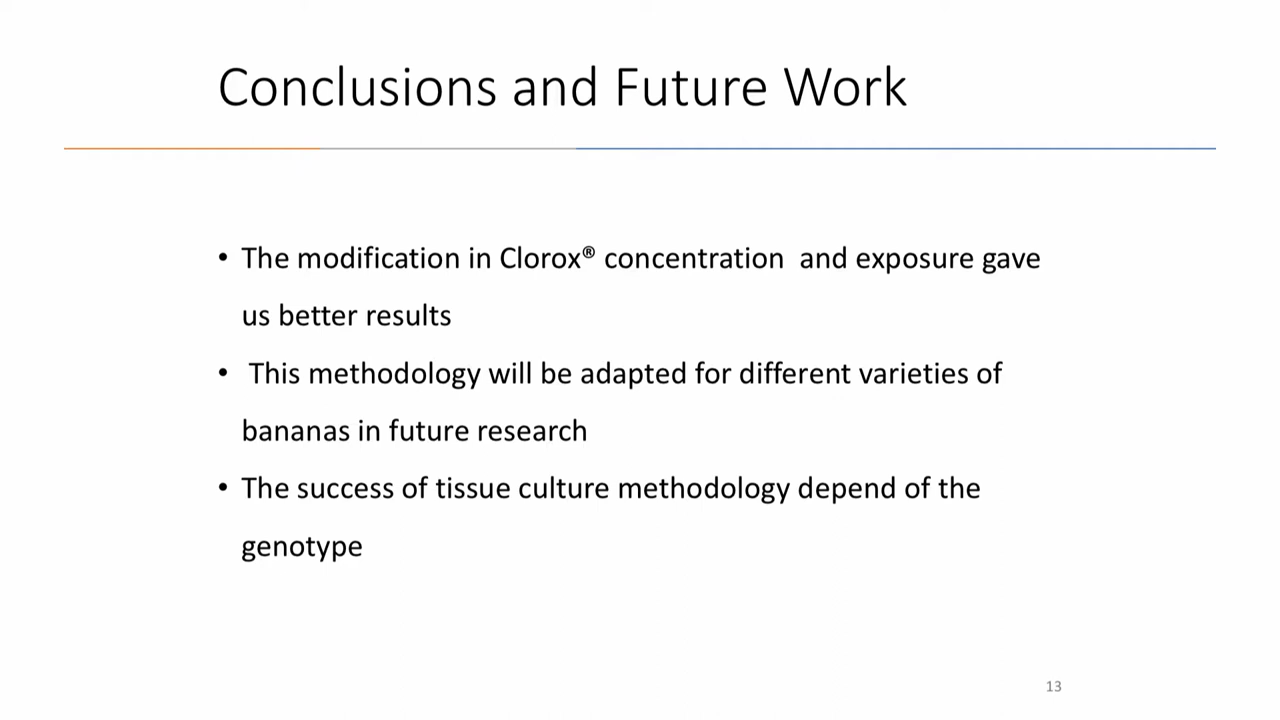 Conclusions and Future Work
• The modification in Clorox® concentration and exposure gave
us better results
• This methodology will be adapted for different varieties of
bananas in future research
• The success of tissue culture methodology depend of the
genotype
13